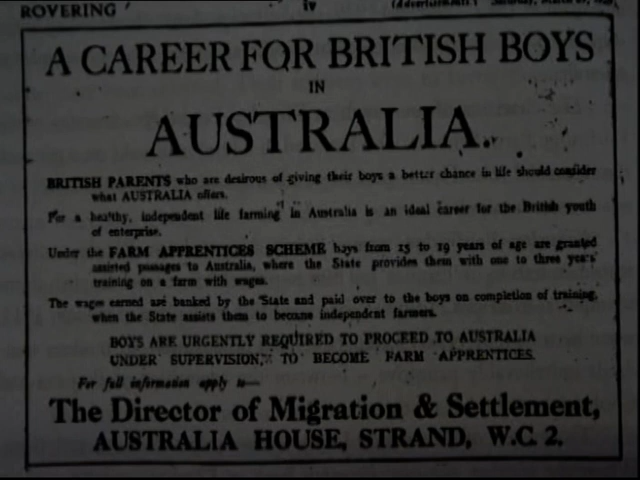 ROVERING
iv
(Advertisement) Saturday, March
A CAREER FOR BRITISH BOYS
IN
AUSTRALIA.
BRITISH PARENTS who are desirous of giving their boys a better chance in life should consider
what AUSTRALIA offers.
For a healthy, independent life farming in Australia is an ideal career for the British youth
of enterprise.
Under the FARM APPRENTICES SCHEME boys from 15 to 19 years of age are granted
assisted passages to Australia, where the State provides them with one to three years'
training on a farm with wages.
The wages earned are banked by the State and paid over to the boys on completion of training,
when the State assists them to become independent farmers.
BOYS ARE URGENTLY REQUIRED TO PROCEED TO AUSTRALIA
UNDER SUPERVISION, TO BECOME FARM APPRENTICES.
For full information apply to—
The Director of Migration & Settlement,
AUSTRALIA HOUSE, STRAND, W.C. 2.